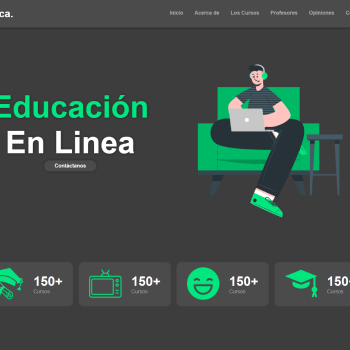 ca.
Inicio Acerca de Los Cursos Profesores Opiniones C
Educación
En Linea
Contáctanos
150+ 150+ 150+ 150+
Cursos Cursos Cursos Cursos